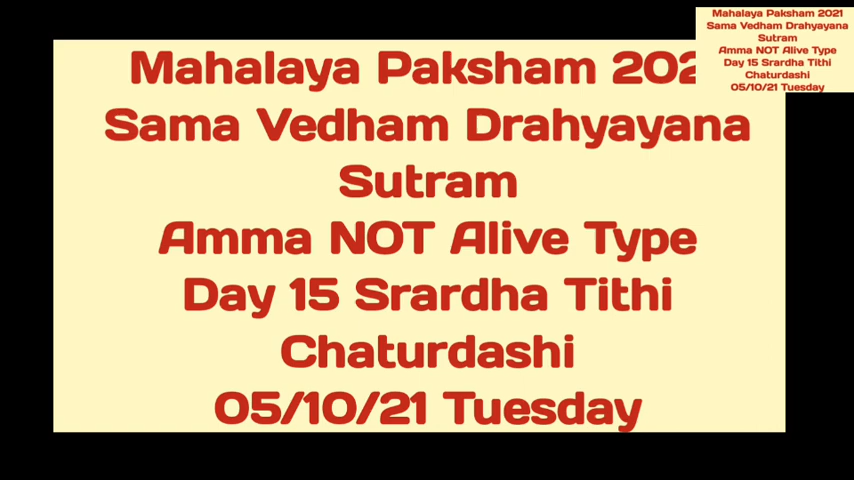 Mahalaya Paksham 202
Sama Vedham Drahyayana
Sutram
Amma NOT Alive Type
Day 15 Srardha Tithi
Chaturdashi
05/10/21 Tuesday
Mahalaya Paksham 2021
Sama Vedham Drahyayana
Sutram
Amma NOT Alive Type
Day 15 Srardha Tithi
Chaturdashi
05/10/21 Tuesday